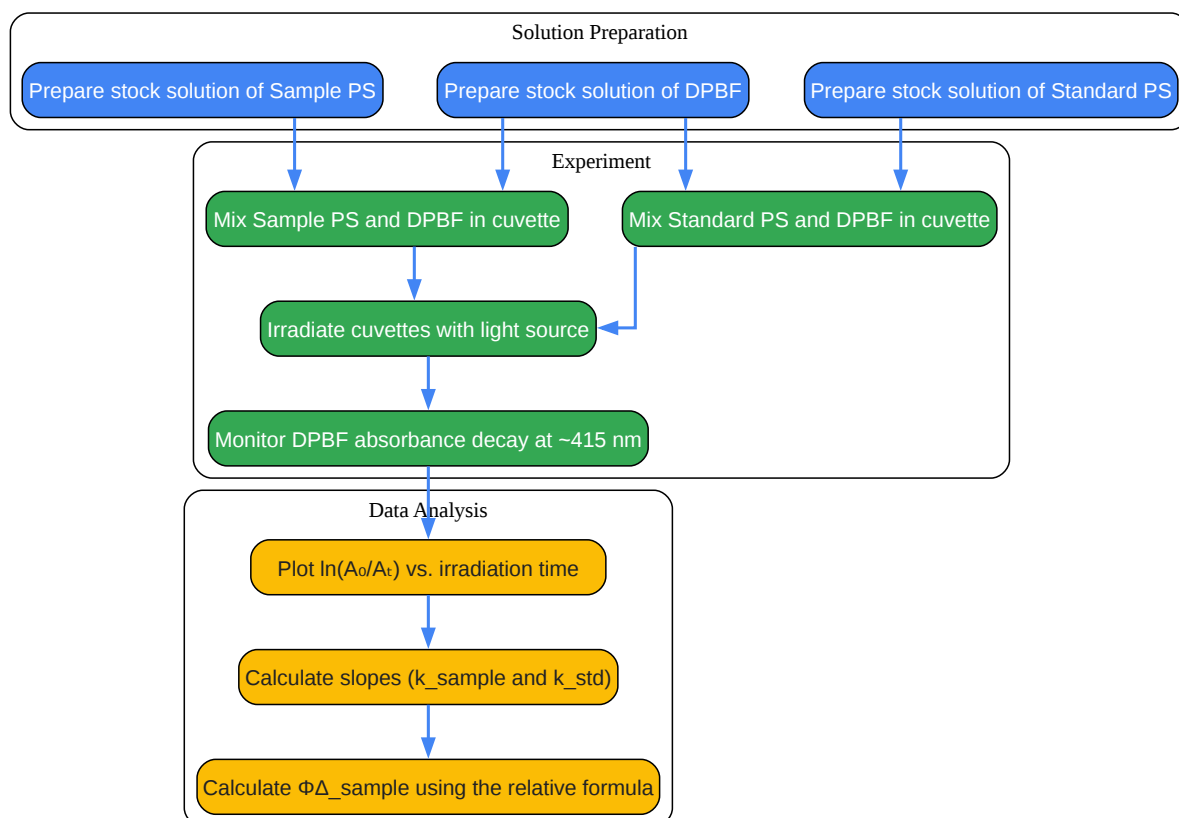 Solution Preparation
Prepare stock solution of Sample PS
Prepare stock solution of DPBF
Prepare stock solution of Standard PS
Experiment
Mix Sample PS and DPBF in cuvette
Mix Standard PS and DPBF in cuvette
Irradiate cuvettes with light source
Monitor DPBF absorbance decay at ~415 nm
Data Analysis
Plot ln(A₀/Aₜ) vs. irradiation time
Calculate slopes (k_sample and k_std)
Calculate ΦΔ_sample using the relative formula